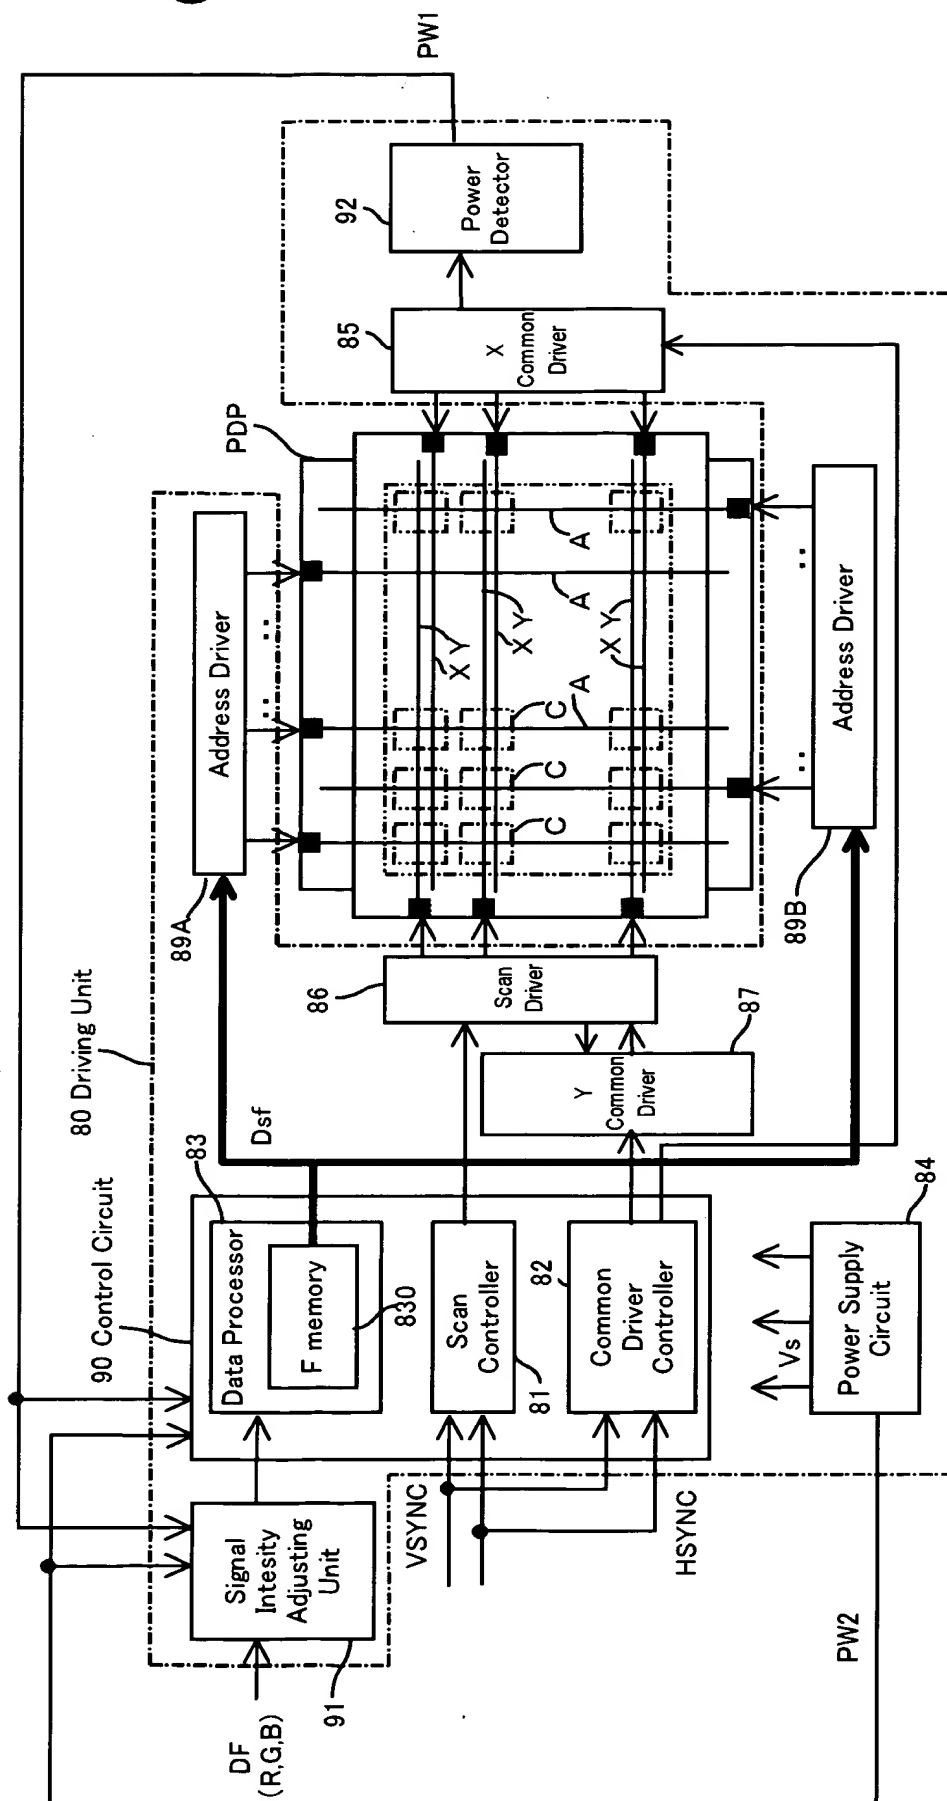 PW1
92
Power
Detector
85
X
Common
Driver
PDP
Address Driver
89A
A
A
A
X Y
X Y
X Y
C
C
C
Address Driver
89B
86
Scan
Driver
87
Y
Common
Driver
80 Driving Unit
Dsf
90 Control Circuit
83
Data Processor
F memory
830
Scan
Controller
81
82
Common
Driver
Controller
84
Vs
Power Supply
Circuit
Signal
Intesity
Adjusting
Unit
91
VSYNC
HSYNC
DF
(R,G,B)
PW2